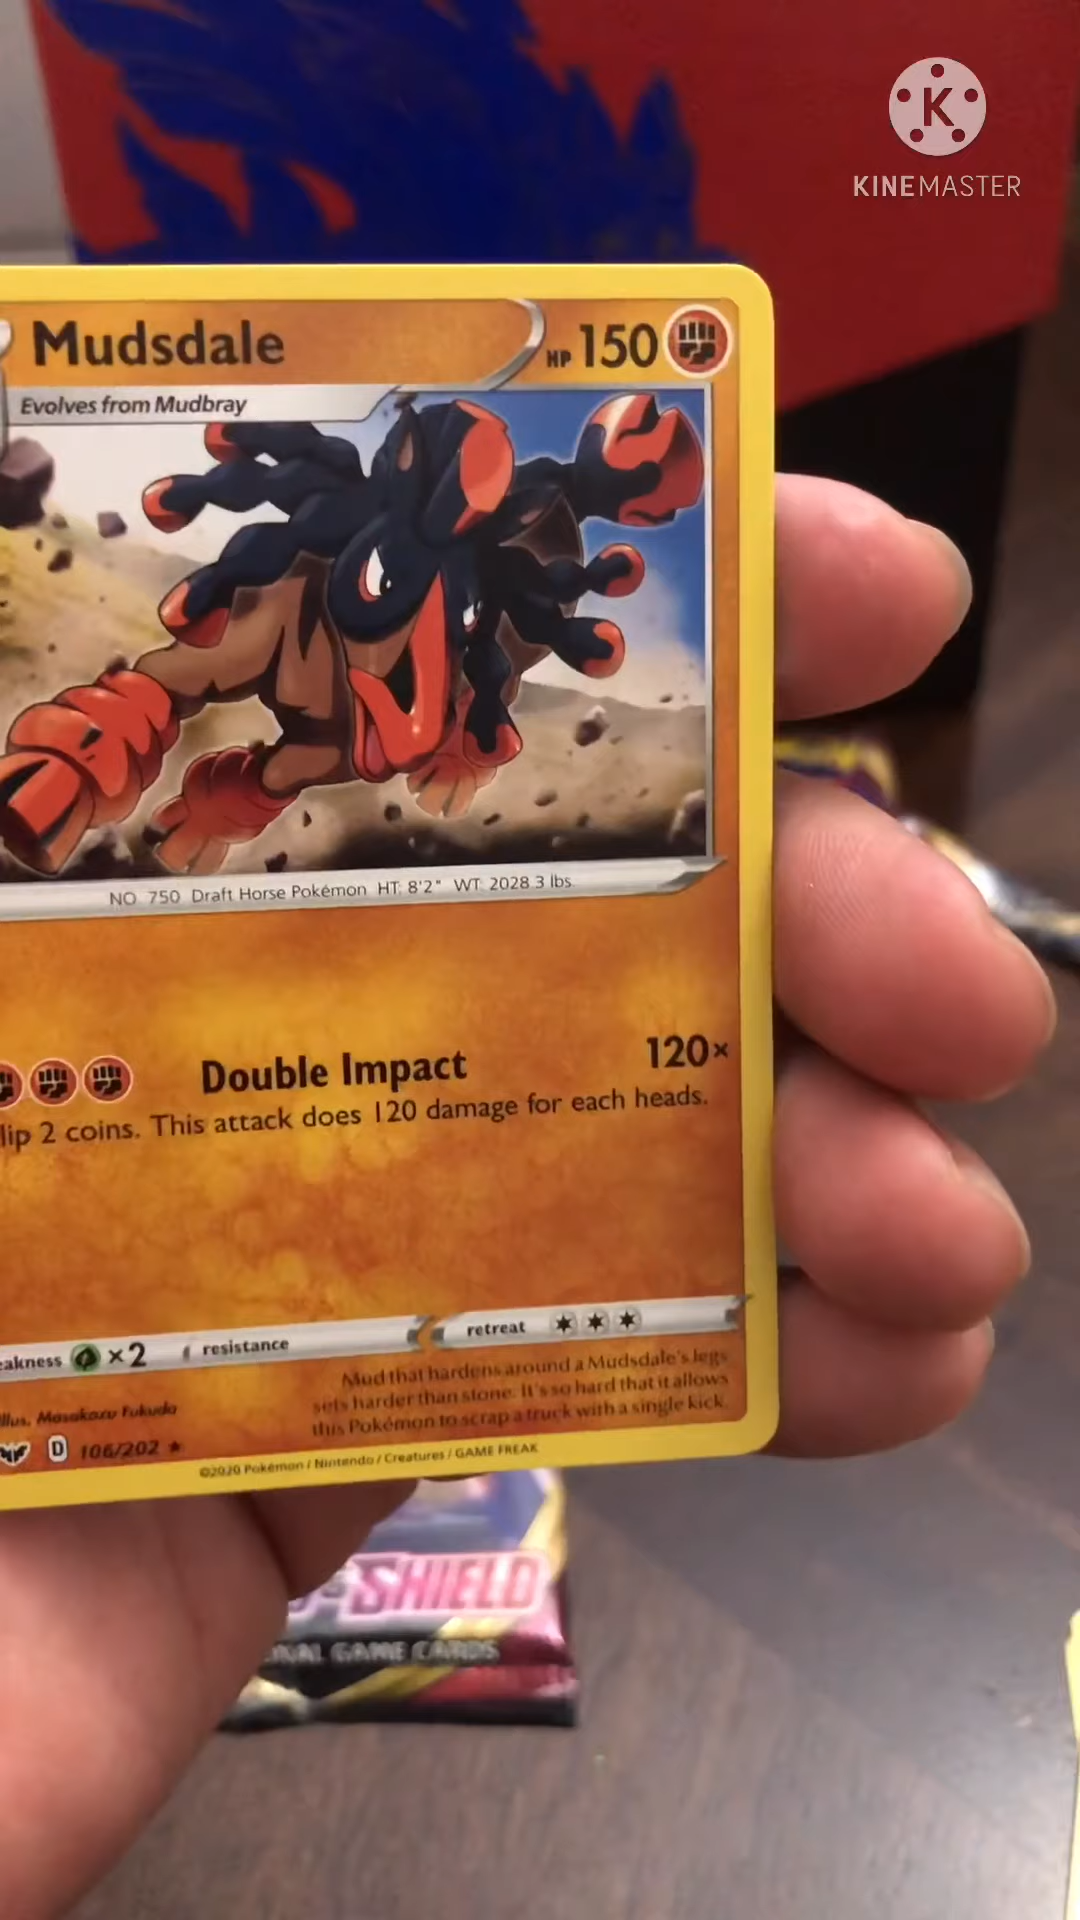 K
KINEMASTER
Mudsdale
HP 150
Evolves from Mudbray
NO. 750 Draft Horse Pokémon HT: 8'2" WT: 2028.3 lbs.
Double Impact 120×
lip 2 coins. This attack does 120 damage for each heads.
eakness ×2 resistance retreat
Mud that hardens around a Mudsdale's legs
sets harder than stone. It's so hard that it allows
this Pokémon to scrap a truck with a single kick.
Illus. Masakazu Fukuda
D 106/202 ★
©2020 Pokémon / Nintendo / Creatures / GAME FREAK
& SHIELD
GAME CARDS